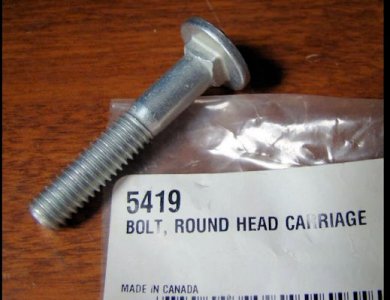 5419
BOLT, ROUND HEAD CARRIAGE
MADE IN CANADA